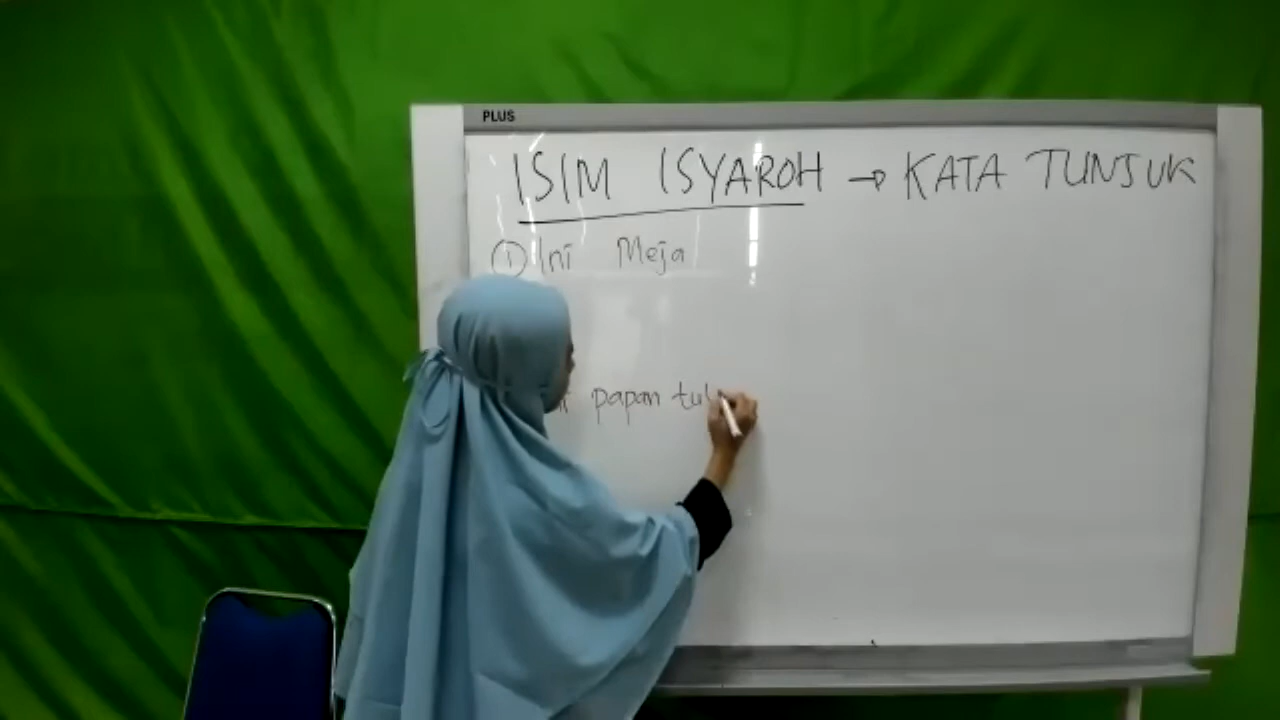 PLUS
ISIM ISYAROH → KATA TUNJUK
① Ini Meja
papan tul